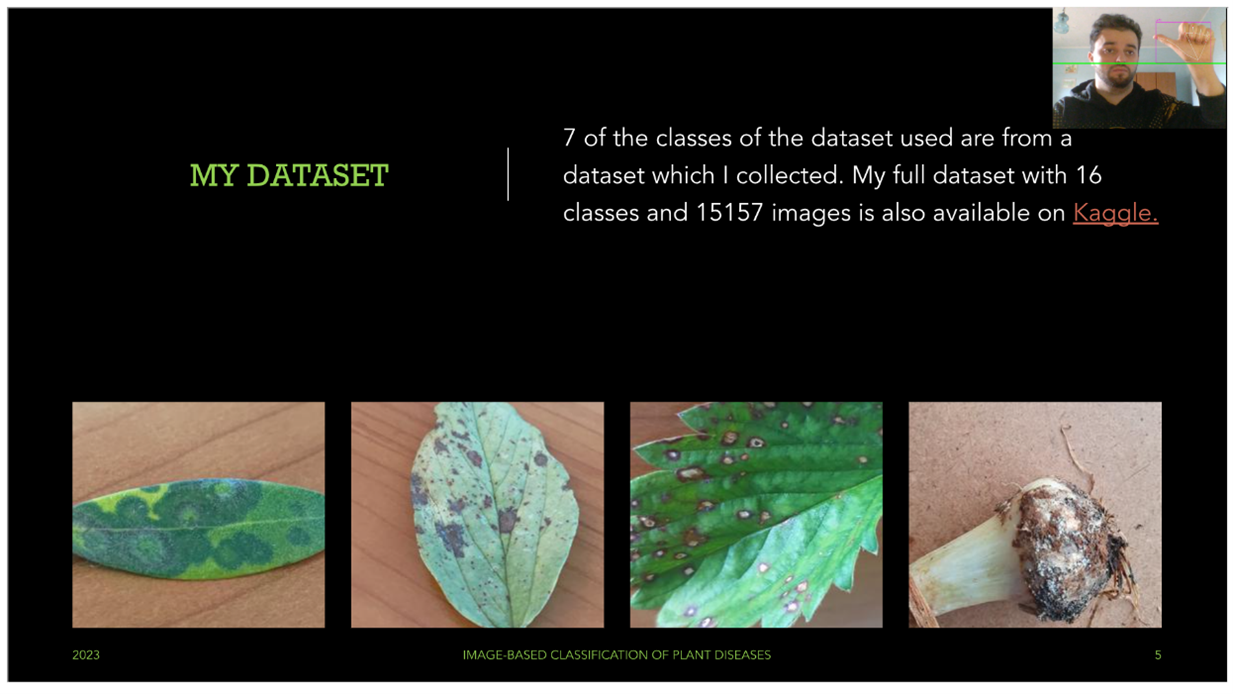 MY DATASET
7 of the classes of the dataset used are from a
dataset which I collected. My full dataset with 16
classes and 15157 images is also available on Kaggle.
2023
IMAGE-BASED CLASSIFICATION OF PLANT DISEASES
5